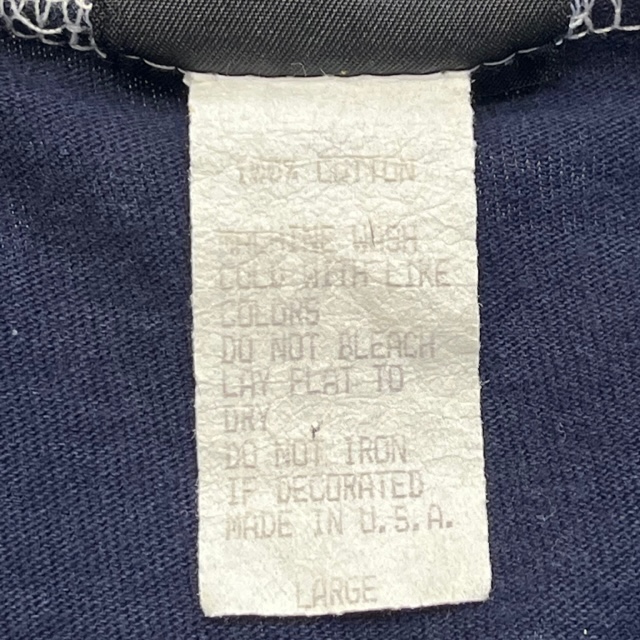 100% COTTON
MACHINE WASH
COLD WITH LIKE
COLORS
DO NOT BLEACH
LAY FLAT TO
DRY
DO NOT IRON
IF DECORATED
MADE IN U.S.A.
LARGE